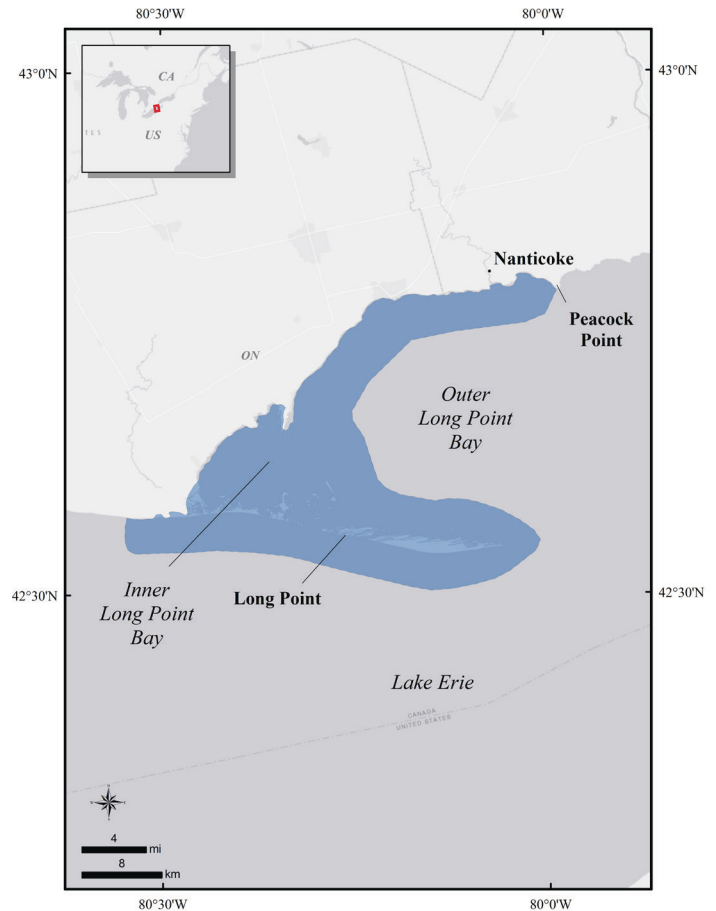 80°30'W
80°0'W
43°0'N
43°0'N
CA
US
T E S
Nanticoke
Peacock
Point
ON
Outer
Long Point
Bay
Inner
Long Point
Bay
Long Point
42°30'N
42°30'N
Lake Erie
CANADA
UNITED STATES
4
mi
8
km
80°30'W
80°0'W